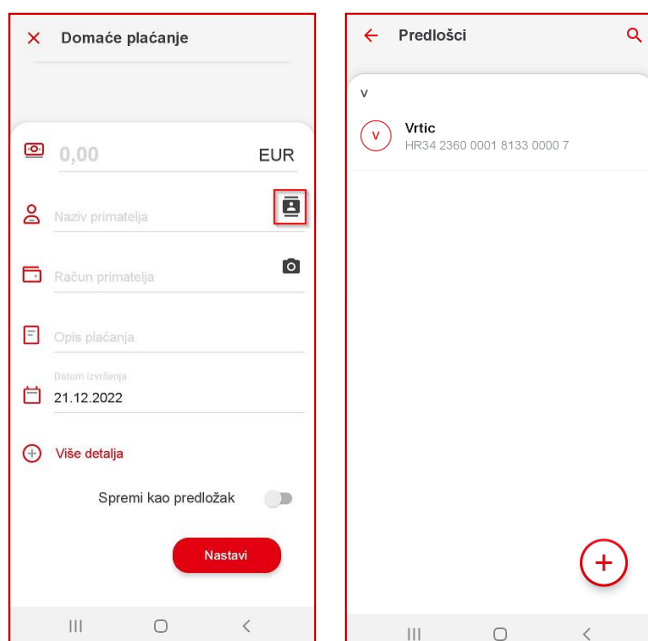 Domaće plaćanje
0,00
EUR
Naziv primatelja
Račun primatelja
Opis plaćanja
Datum izvršenja
21.12.2022
Više detalja
Spremi kao predložak
Nastavi
Predlošci
V
V
Vrtic
HR34 2360 0001 8133 0000 7